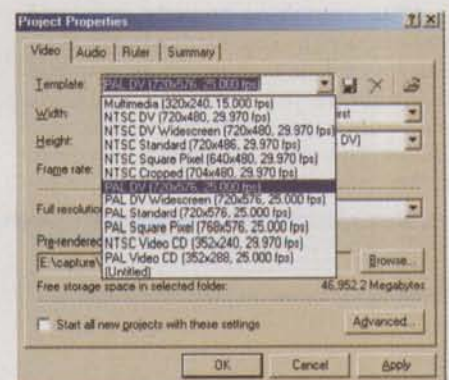 Project Properties
Video Audio Ruler Summary
Template: PAL DV (720x576, 25.000 fps)
Multimedia (320x240, 15.000 fps)
Width: NTSC DV (720x480, 29.970 fps)
NTSC DV Widescreen (720x480, 29.970 fps)
Height: NTSC Standard (720x486, 29.970 fps) DV)
NTSC Square Pixel (640x480, 29.970 fps)
Frame rate: NTSC Cropped (704x480, 29.970 fps)
PAL DV (720x576, 25.000 fps)
Full resolutio PAL DV Widescreen (720x576, 25.000 fps)
PAL Standard (720x576, 25.000 fps)
PAL Square Pixel (768x576, 25.000 fps)
Pre-rendered NTSC Video CD (352x240, 29.970 fps)
E:\capture\ PAL Video CD (352x288, 25.000 fps) Browse...
(Untitled)
Free storage space in selected folder: 46,952.2 Megabytes
Start all new projects with these settings Advanced...
OK Cancel Apply